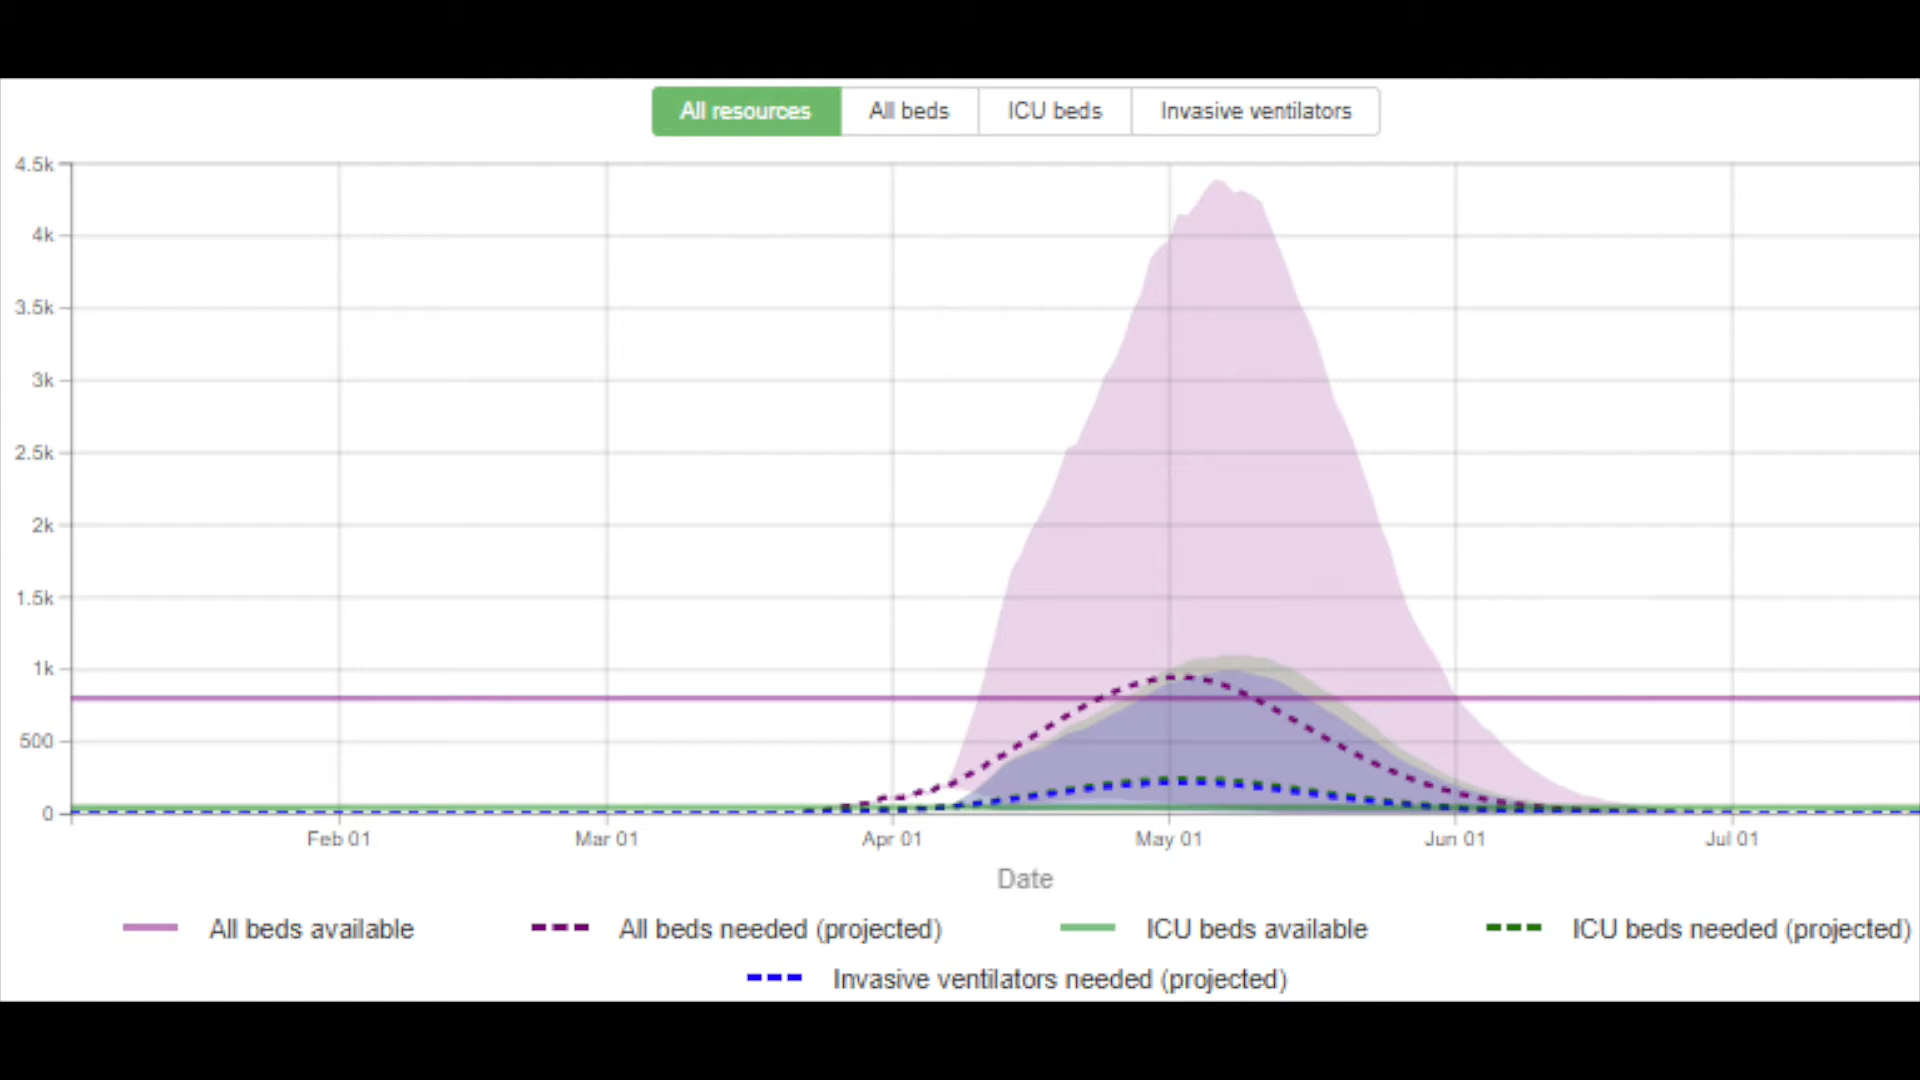 All resources All beds ICU beds Invasive ventilators
4.5k
4k
3.5k
3k
2.5k
2k
1.5k
1k
500
0
Feb 01 Mar 01 Apr 01 May 01 Jun 01 Jul 01
Date
All beds available All beds needed (projected) ICU beds available ICU beds needed (projected)
Invasive ventilators needed (projected)